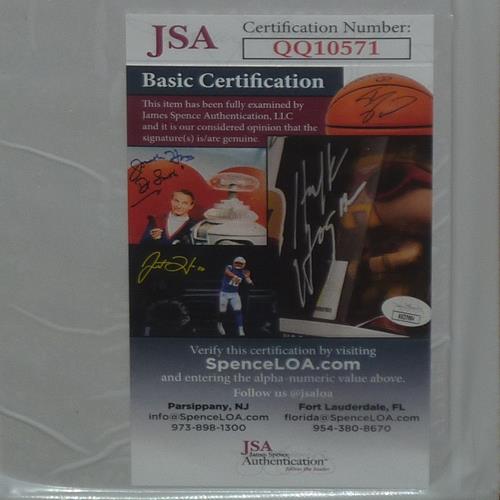 JSA
Certification Number:
QQ10571
Basic Certification
This item has been fully examined by
James Spence Authentication, LLC
and it is our considered opinion that the
signature(s) is/are genuine.
Hulk
Hogan
Verify this certification by visiting
SpenceLOA.com
and entering the alpha-numeric value above.
Follow us @jsaloa
Parsippany, NJ
info@SpenceLOA.com
973-898-1300
Fort Lauderdale, FL
florida@SpenceLOA.com
954-380-8670
JSA
James Spence
Authentication